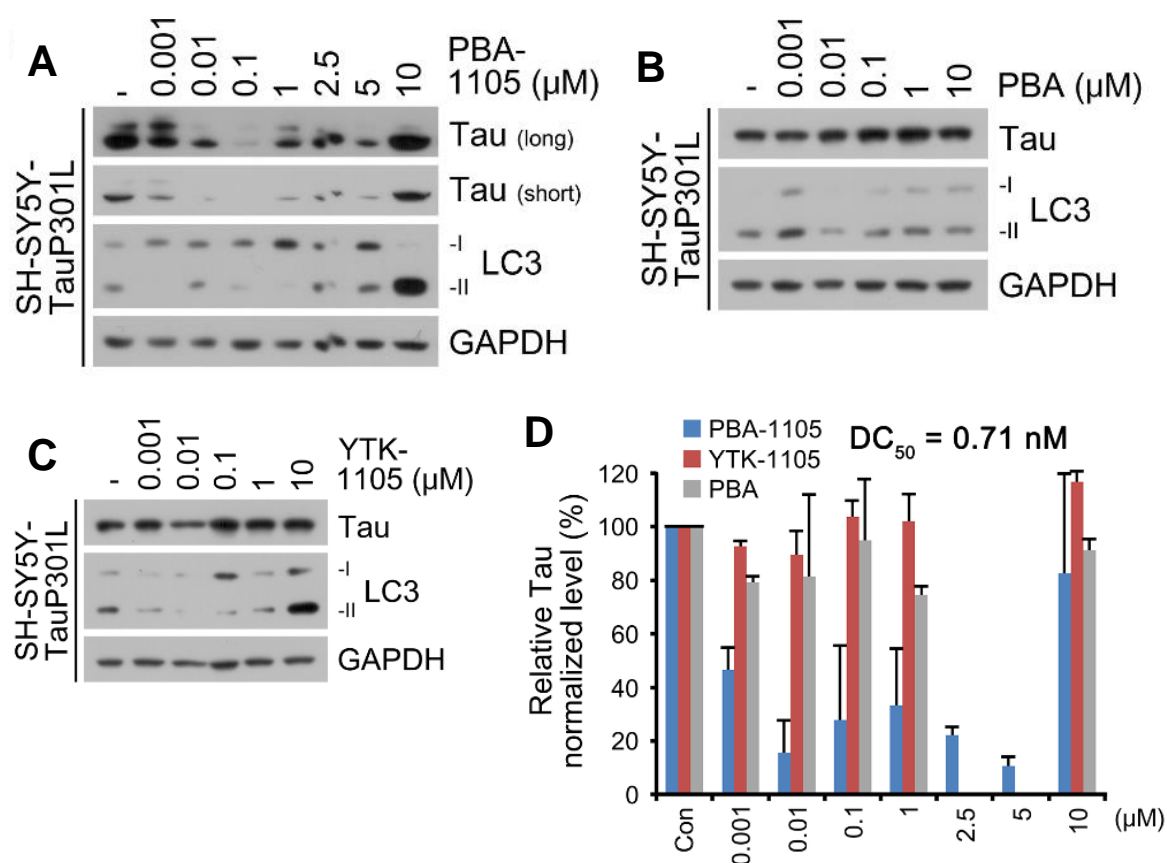 A
- 0.001 0.01 0.1 1 2.5 5 10
PBA-
1105 (µM)
SH-SY5Y-
TauP301L
Tau (long)
Tau (short)
-I
LC3
-II
GAPDH
B
- 0.001 0.01 0.1 1 10
PBA (µM)
SH-SY5Y-
TauP301L
Tau
-I
LC3
-II
GAPDH
C
- 0.001 0.01 0.1 1 10
YTK-
1105 (µM)
SH-SY5Y-
TauP301L
Tau
-I
LC3
-II
GAPDH
D
PBA-1105
YTK-1105
PBA
DC50 = 0.71 nM
Relative Tau
normalized level (%)
120
100
80
60
40
20
0
Con 0.001 0.01 0.1 1 2.5 5 10 (µM)